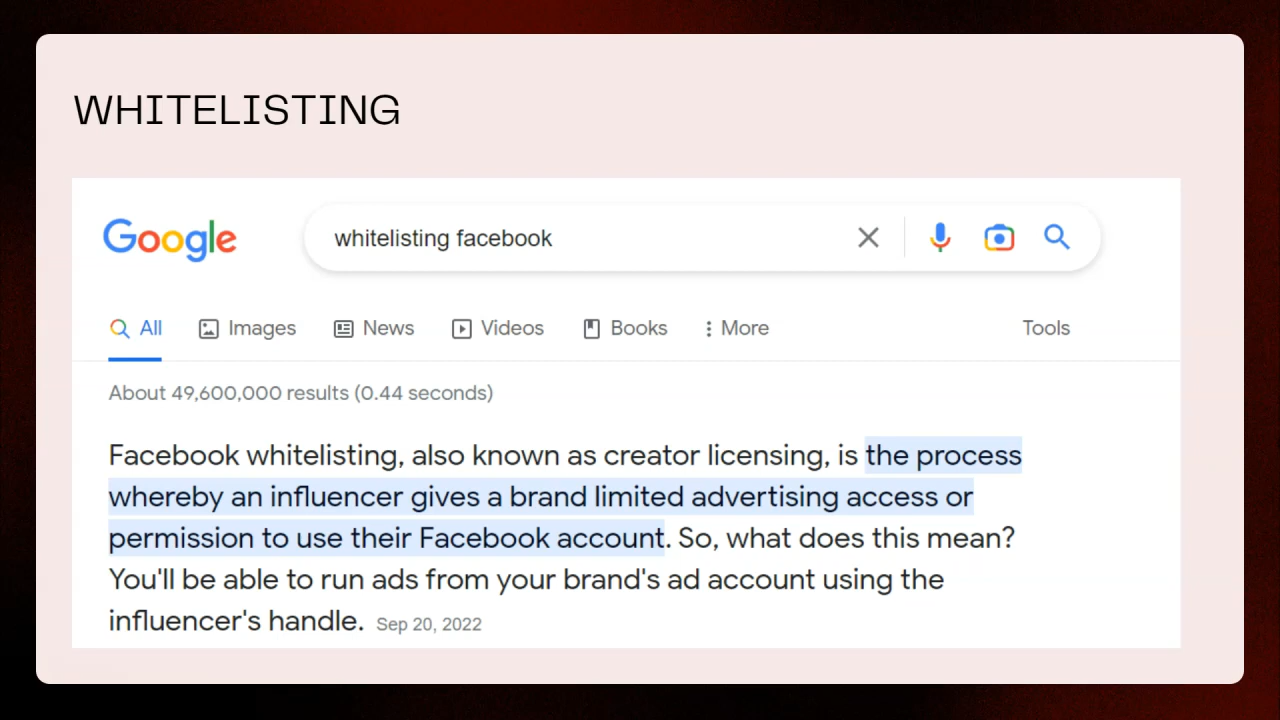 WHITELISTING
Google
whitelisting facebook
All Images News Videos Books More Tools
About 49,600,000 results (0.44 seconds)
Facebook whitelisting, also known as creator licensing, is the process
whereby an influencer gives a brand limited advertising access or
permission to use their Facebook account. So, what does this mean?
You'll be able to run ads from your brand's ad account using the
influencer's handle. Sep 20, 2022